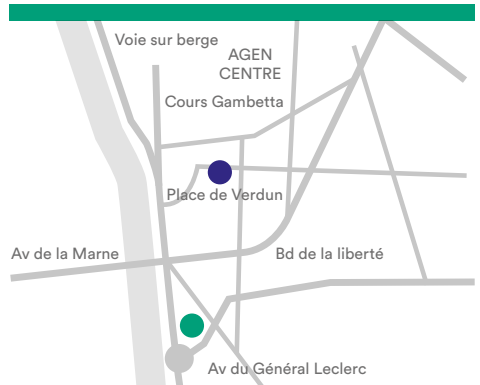 Voie sur berge
AGEN
CENTRE
Cours Gambetta
Place de Verdun
Av de la Marne
Bd de la liberté
Av du Général Leclerc